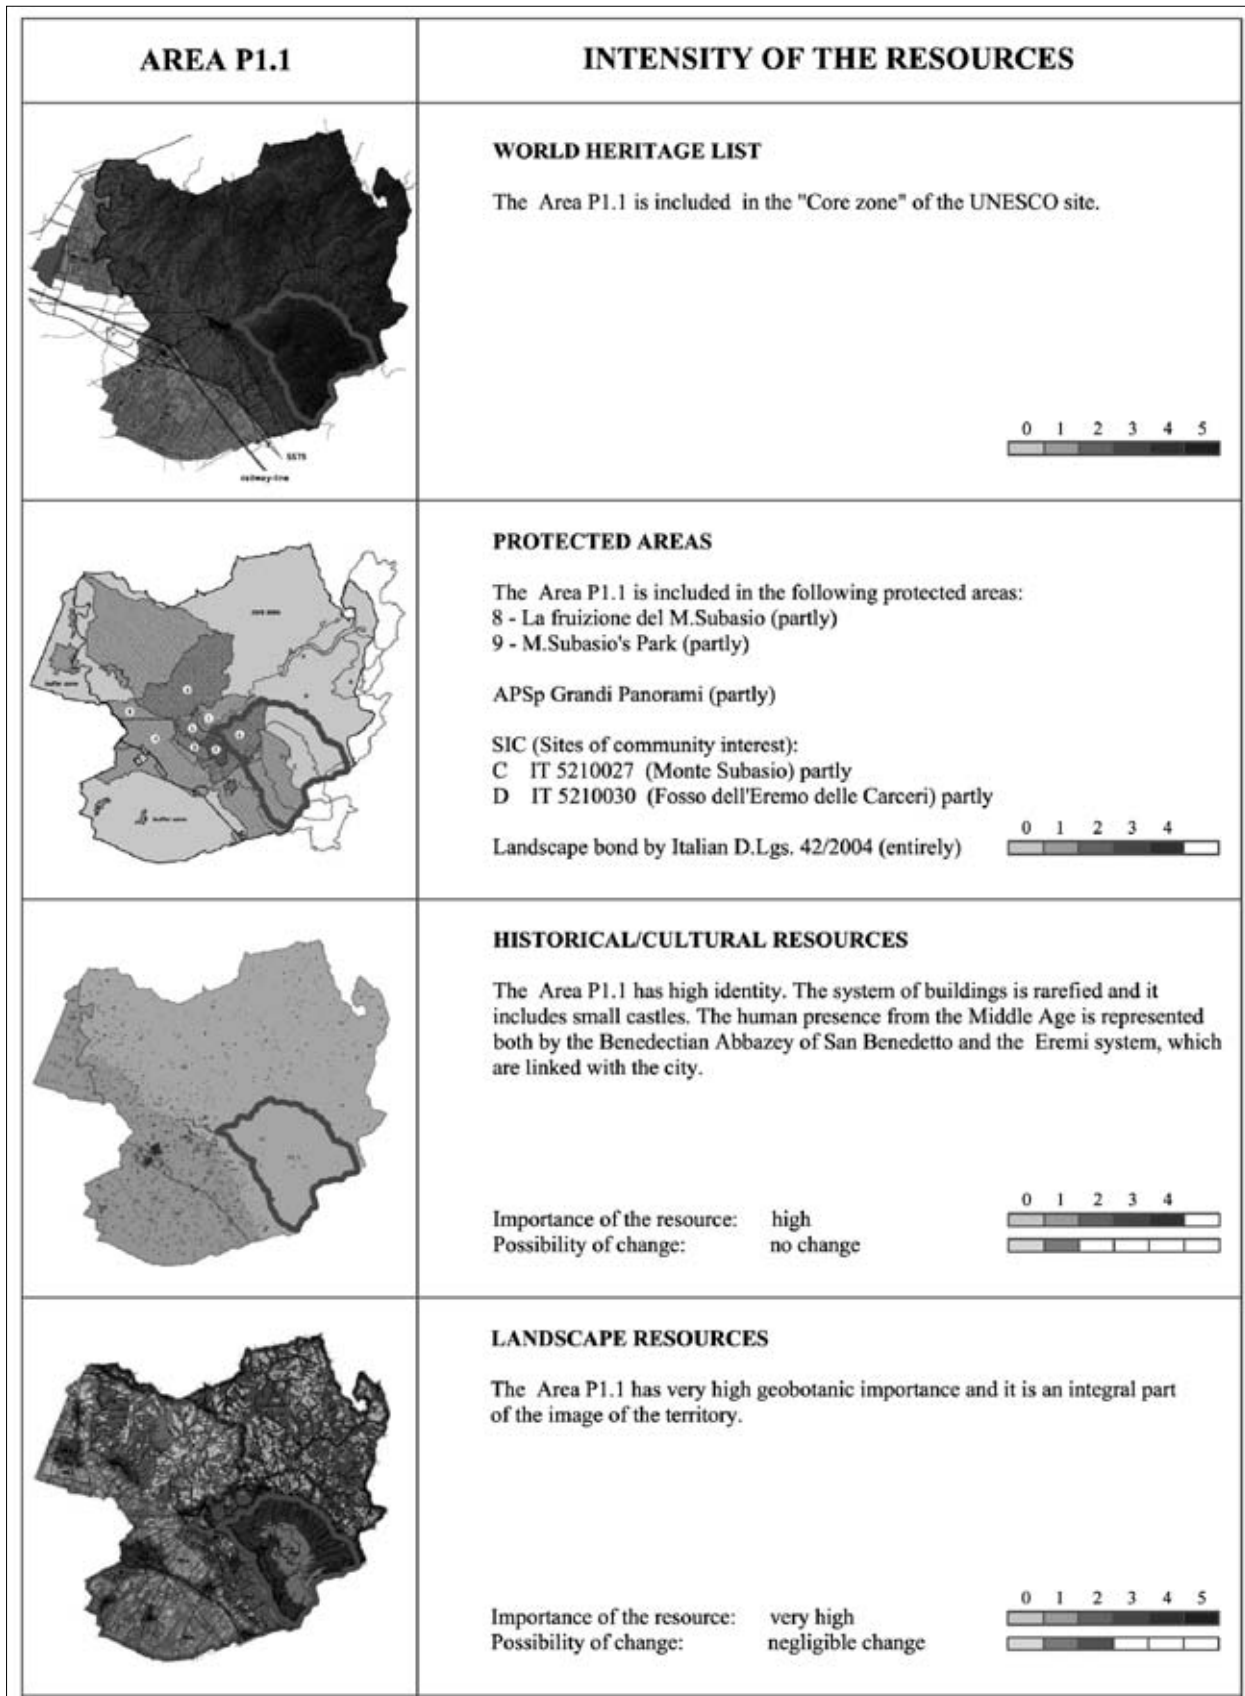 AREA P1.1
INTENSITY OF THE RESOURCES
SS75
railway-line
WORLD HERITAGE LIST
The Area P1.1 is included in the "Core zone" of the UNESCO site.
0 1 2 3 4 5
core zone
buffer zone
buffer zone
PROTECTED AREAS
The Area P1.1 is included in the following protected areas:
8 - La fruizione del M.Subasio (partly)
9 - M.Subasio's Park (partly)
APSp Grandi Panorami (partly)
SIC (Sites of community interest):
C IT 5210027 (Monte Subasio) partly
D IT 5210030 (Fosso dell'Eremo delle Carceri) partly
Landscape bond by Italian D.Lgs. 42/2004 (entirely)
0 1 2 3 4
HISTORICAL/CULTURAL RESOURCES
The Area P1.1 has high identity. The system of buildings is rarefied and it
includes small castles. The human presence from the Middle Age is represented
both by the Benedectian Abbazey of San Benedetto and the Eremi system, which
are linked with the city.
0 1 2 3 4
Importance of the resource: high
Possibility of change: no change
LANDSCAPE RESOURCES
The Area P1.1 has very high geobotanic importance and it is an integral part
of the image of the territory.
0 1 2 3 4 5
Importance of the resource: very high
Possibility of change: negligible change